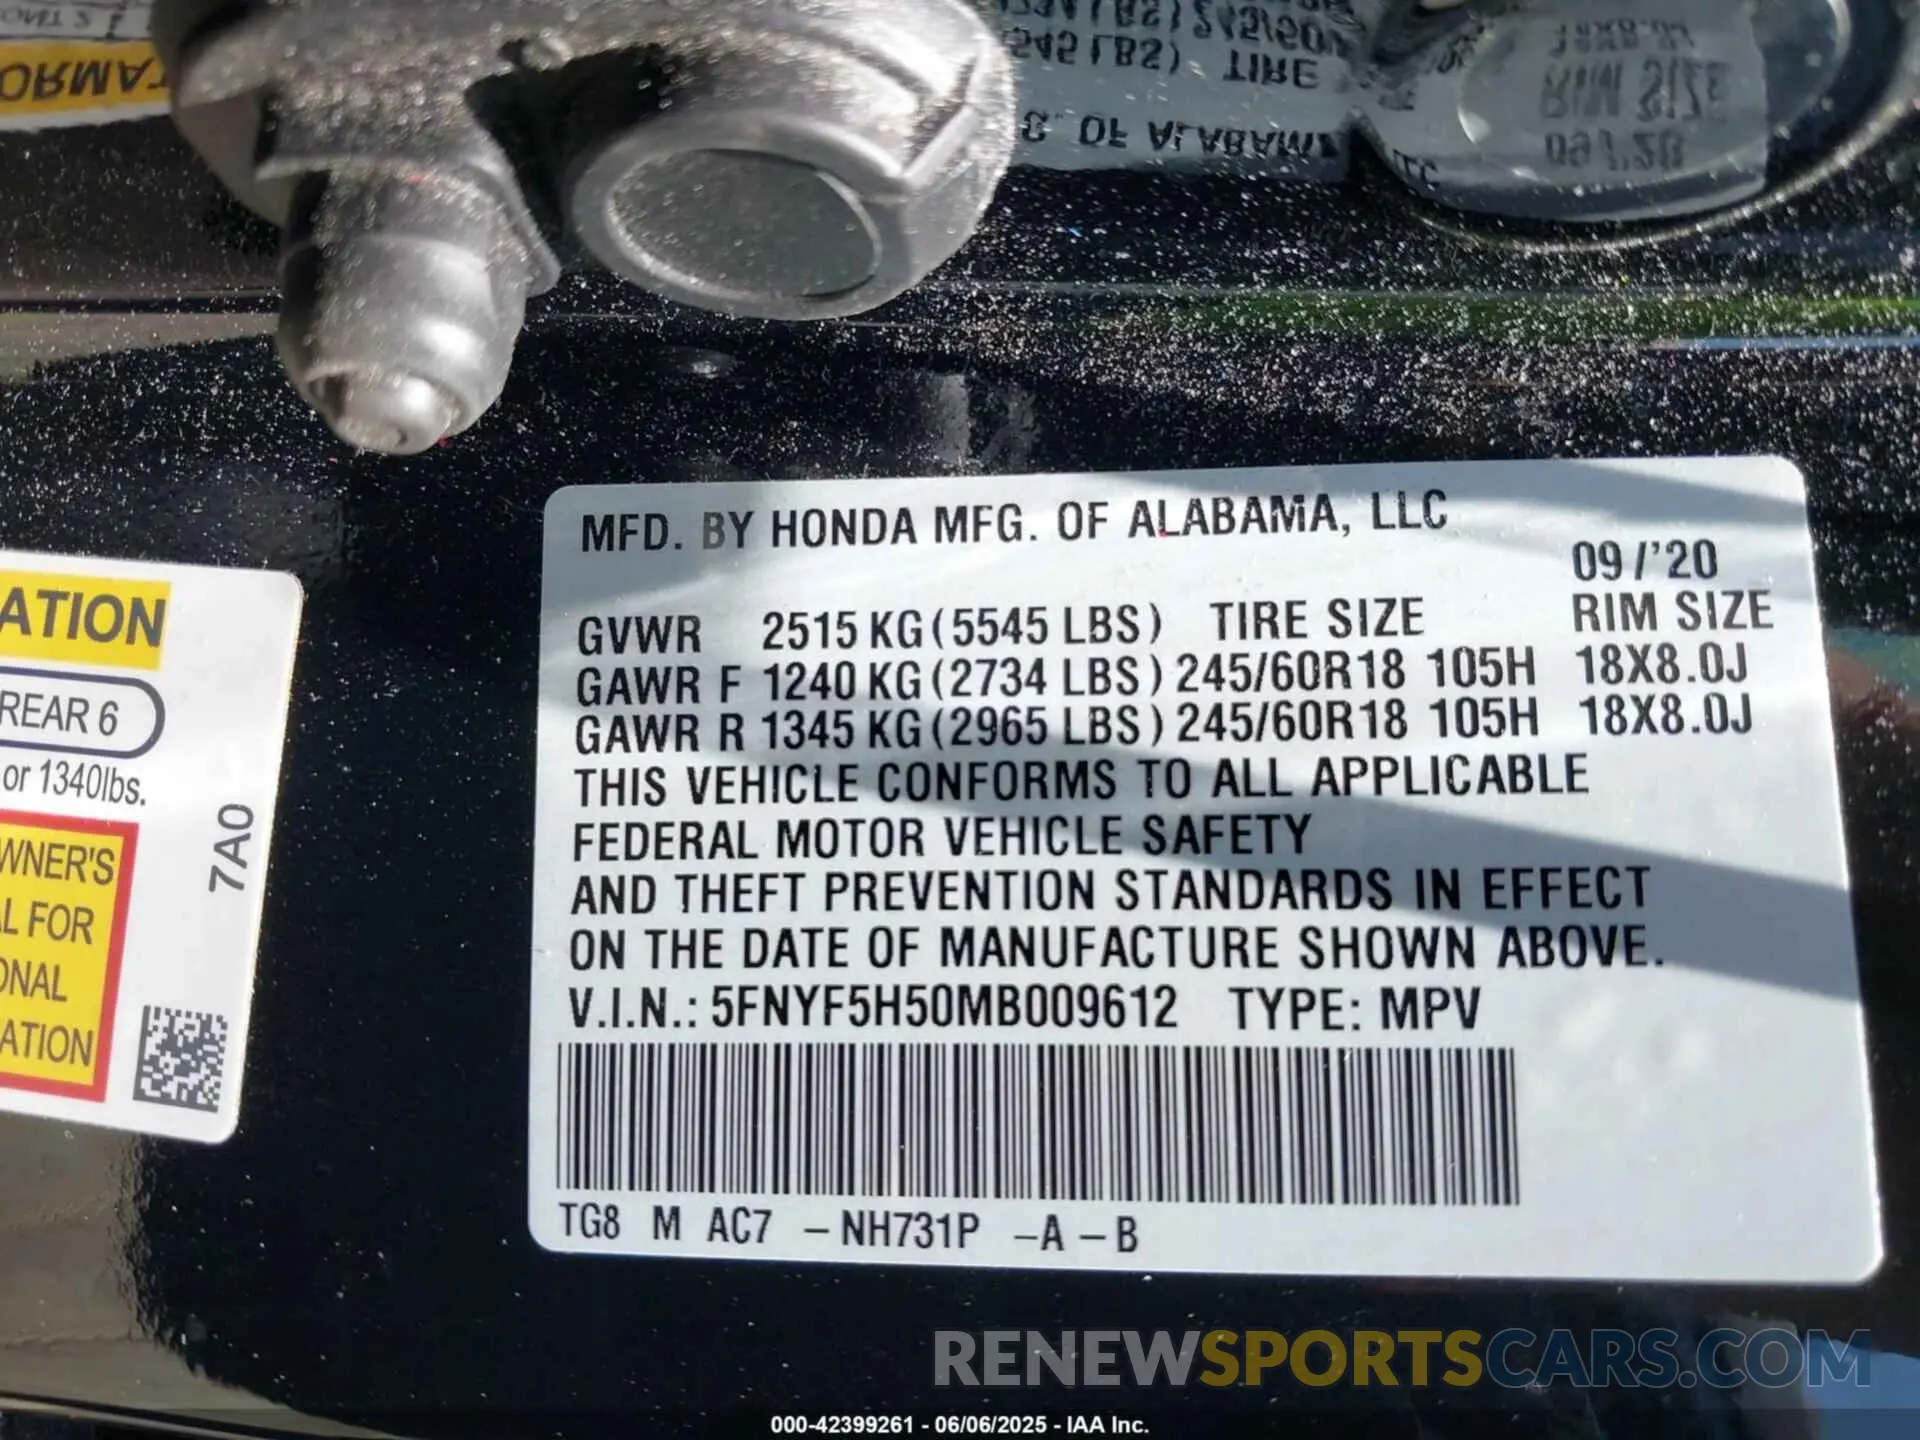 MFD. BY HONDA MFG. OF ALABAMA, LLC
09/'20
GVWR 2515 KG (5545 LBS) TIRE SIZE RIM SIZE
GAWR F 1240 KG (2734 LBS) 245/60R18 105H 18X8.0J
GAWR R 1345 KG (2965 LBS) 245/60R18 105H 18X8.0J
THIS VEHICLE CONFORMS TO ALL APPLICABLE
FEDERAL MOTOR VEHICLE SAFETY
AND THEFT PREVENTION STANDARDS IN EFFECT
ON THE DATE OF MANUFACTURE SHOWN ABOVE.
V.I.N.: 5FNYF5H50MB009612 TYPE: MPV
TG8 M AC7 – NH731P – A – B
ATION
REAR 6
or 1340lbs.
7A0
WNER'S
L FOR
ONAL
ATION
RENEWSPORTSCARS.COM
000-42399261 - 06/06/2025 - IAA Inc.